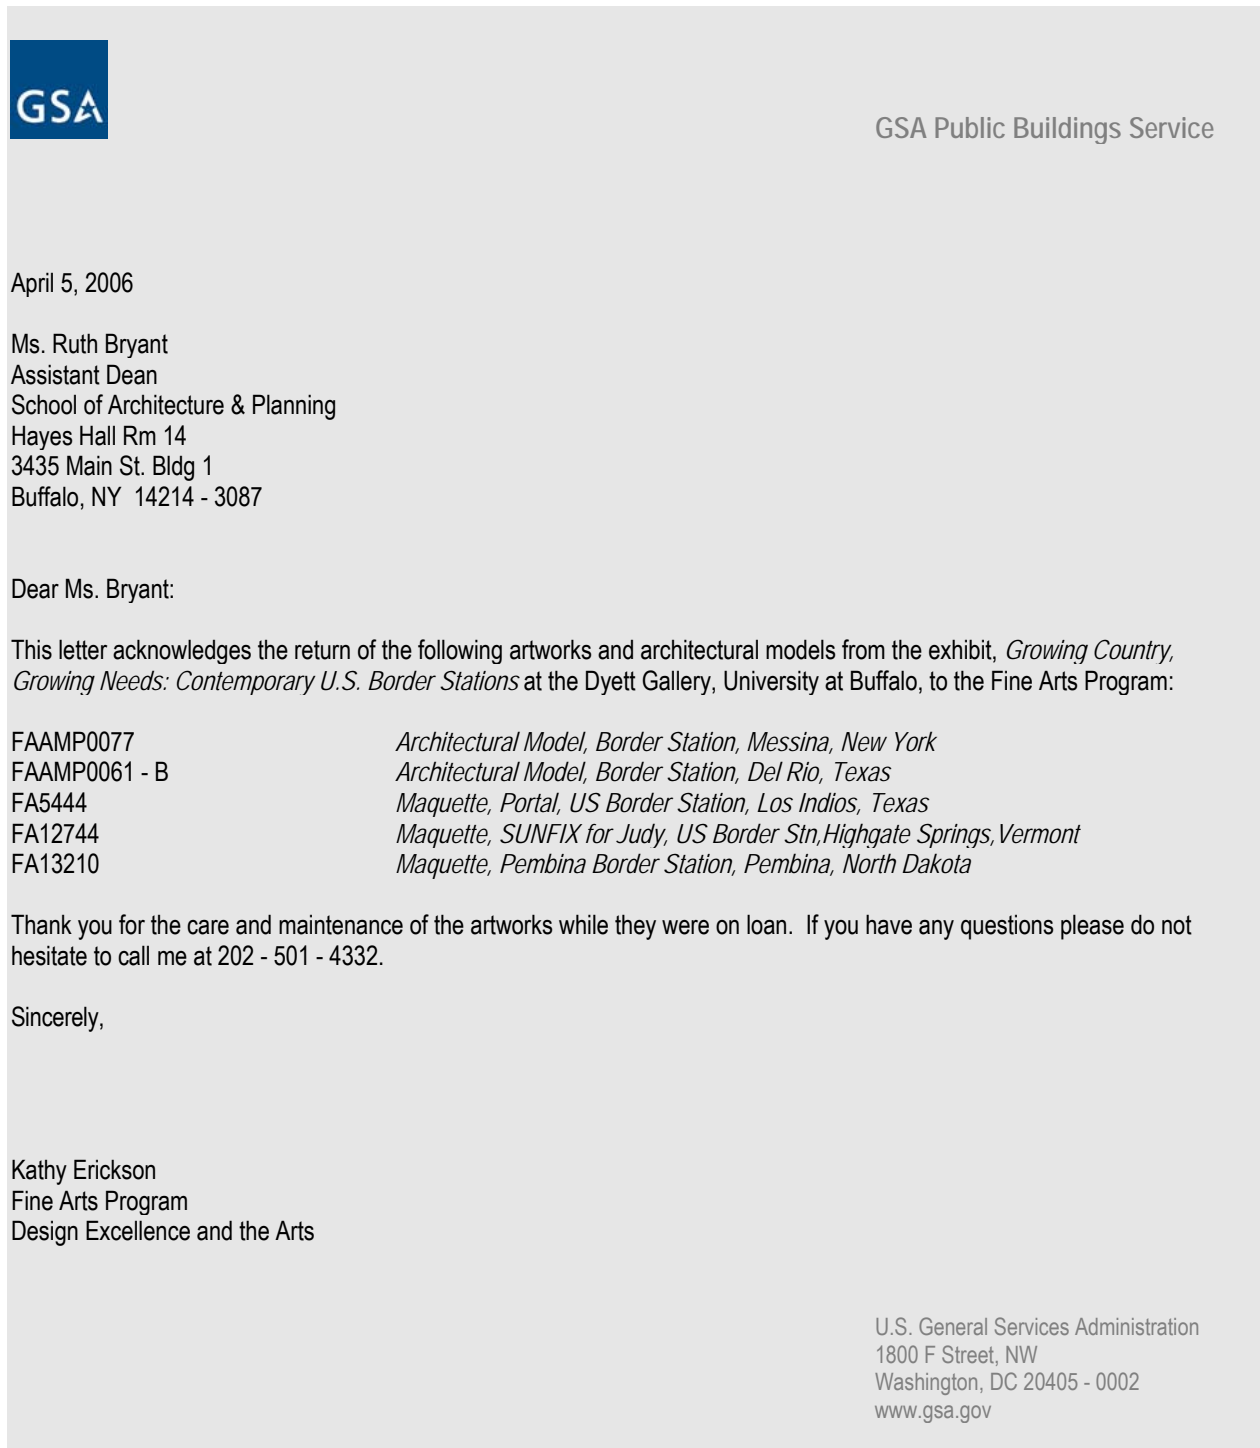 GSA
GSA Public Buildings Service
April 5, 2006
Ms. Ruth Bryant
Assistant Dean
School of Architecture & Planning
Hayes Hall Rm 14
3435 Main St. Bldg 1
Buffalo, NY  14214 - 3087
Dear Ms. Bryant:
This letter acknowledges the return of the following artworks and architectural models from the exhibit, Growing Country,
Growing Needs: Contemporary U.S. Border Stations at the Dyett Gallery, University at Buffalo, to the Fine Arts Program:
FAAMP0077 Architectural Model, Border Station, Messina, New York
FAAMP0061 - B Architectural Model, Border Station, Del Rio, Texas
FA5444 Maquette, Portal, US Border Station, Los Indios, Texas
FA12744 Maquette, SUNFIX for Judy, US Border Stn,Highgate Springs,Vermont
FA13210 Maquette, Pembina Border Station, Pembina, North Dakota
Thank you for the care and maintenance of the artworks while they were on loan.  If you have any questions please do not
hesitate to call me at 202 - 501 - 4332.
Sincerely,
Kathy Erickson
Fine Arts Program
Design Excellence and the Arts
U.S. General Services Administration
1800 F Street, NW
Washington, DC 20405 - 0002
www.gsa.gov